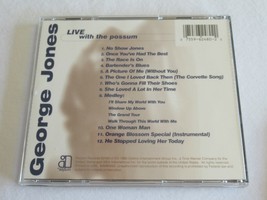 George Jones
LIVE
with the possum
1. No Show Jones
2. Once You've Had The Best
3. The Race Is On
4. Bartender's Blues
5. A Picture Of Me (Without You)
6. The One I Loved Back Then (The Corvette Song)
7. Who's Gonna Fill Their Shoes
8. She Loved A Lot In Her Time
9. Medley:
I'll Share My World With You
Window Up Above
The Grand Tour
Walk Through This World With Me
10. One Woman Man
11. Orange Blossom Special (Instrumental)
12. He Stopped Loving Her Today